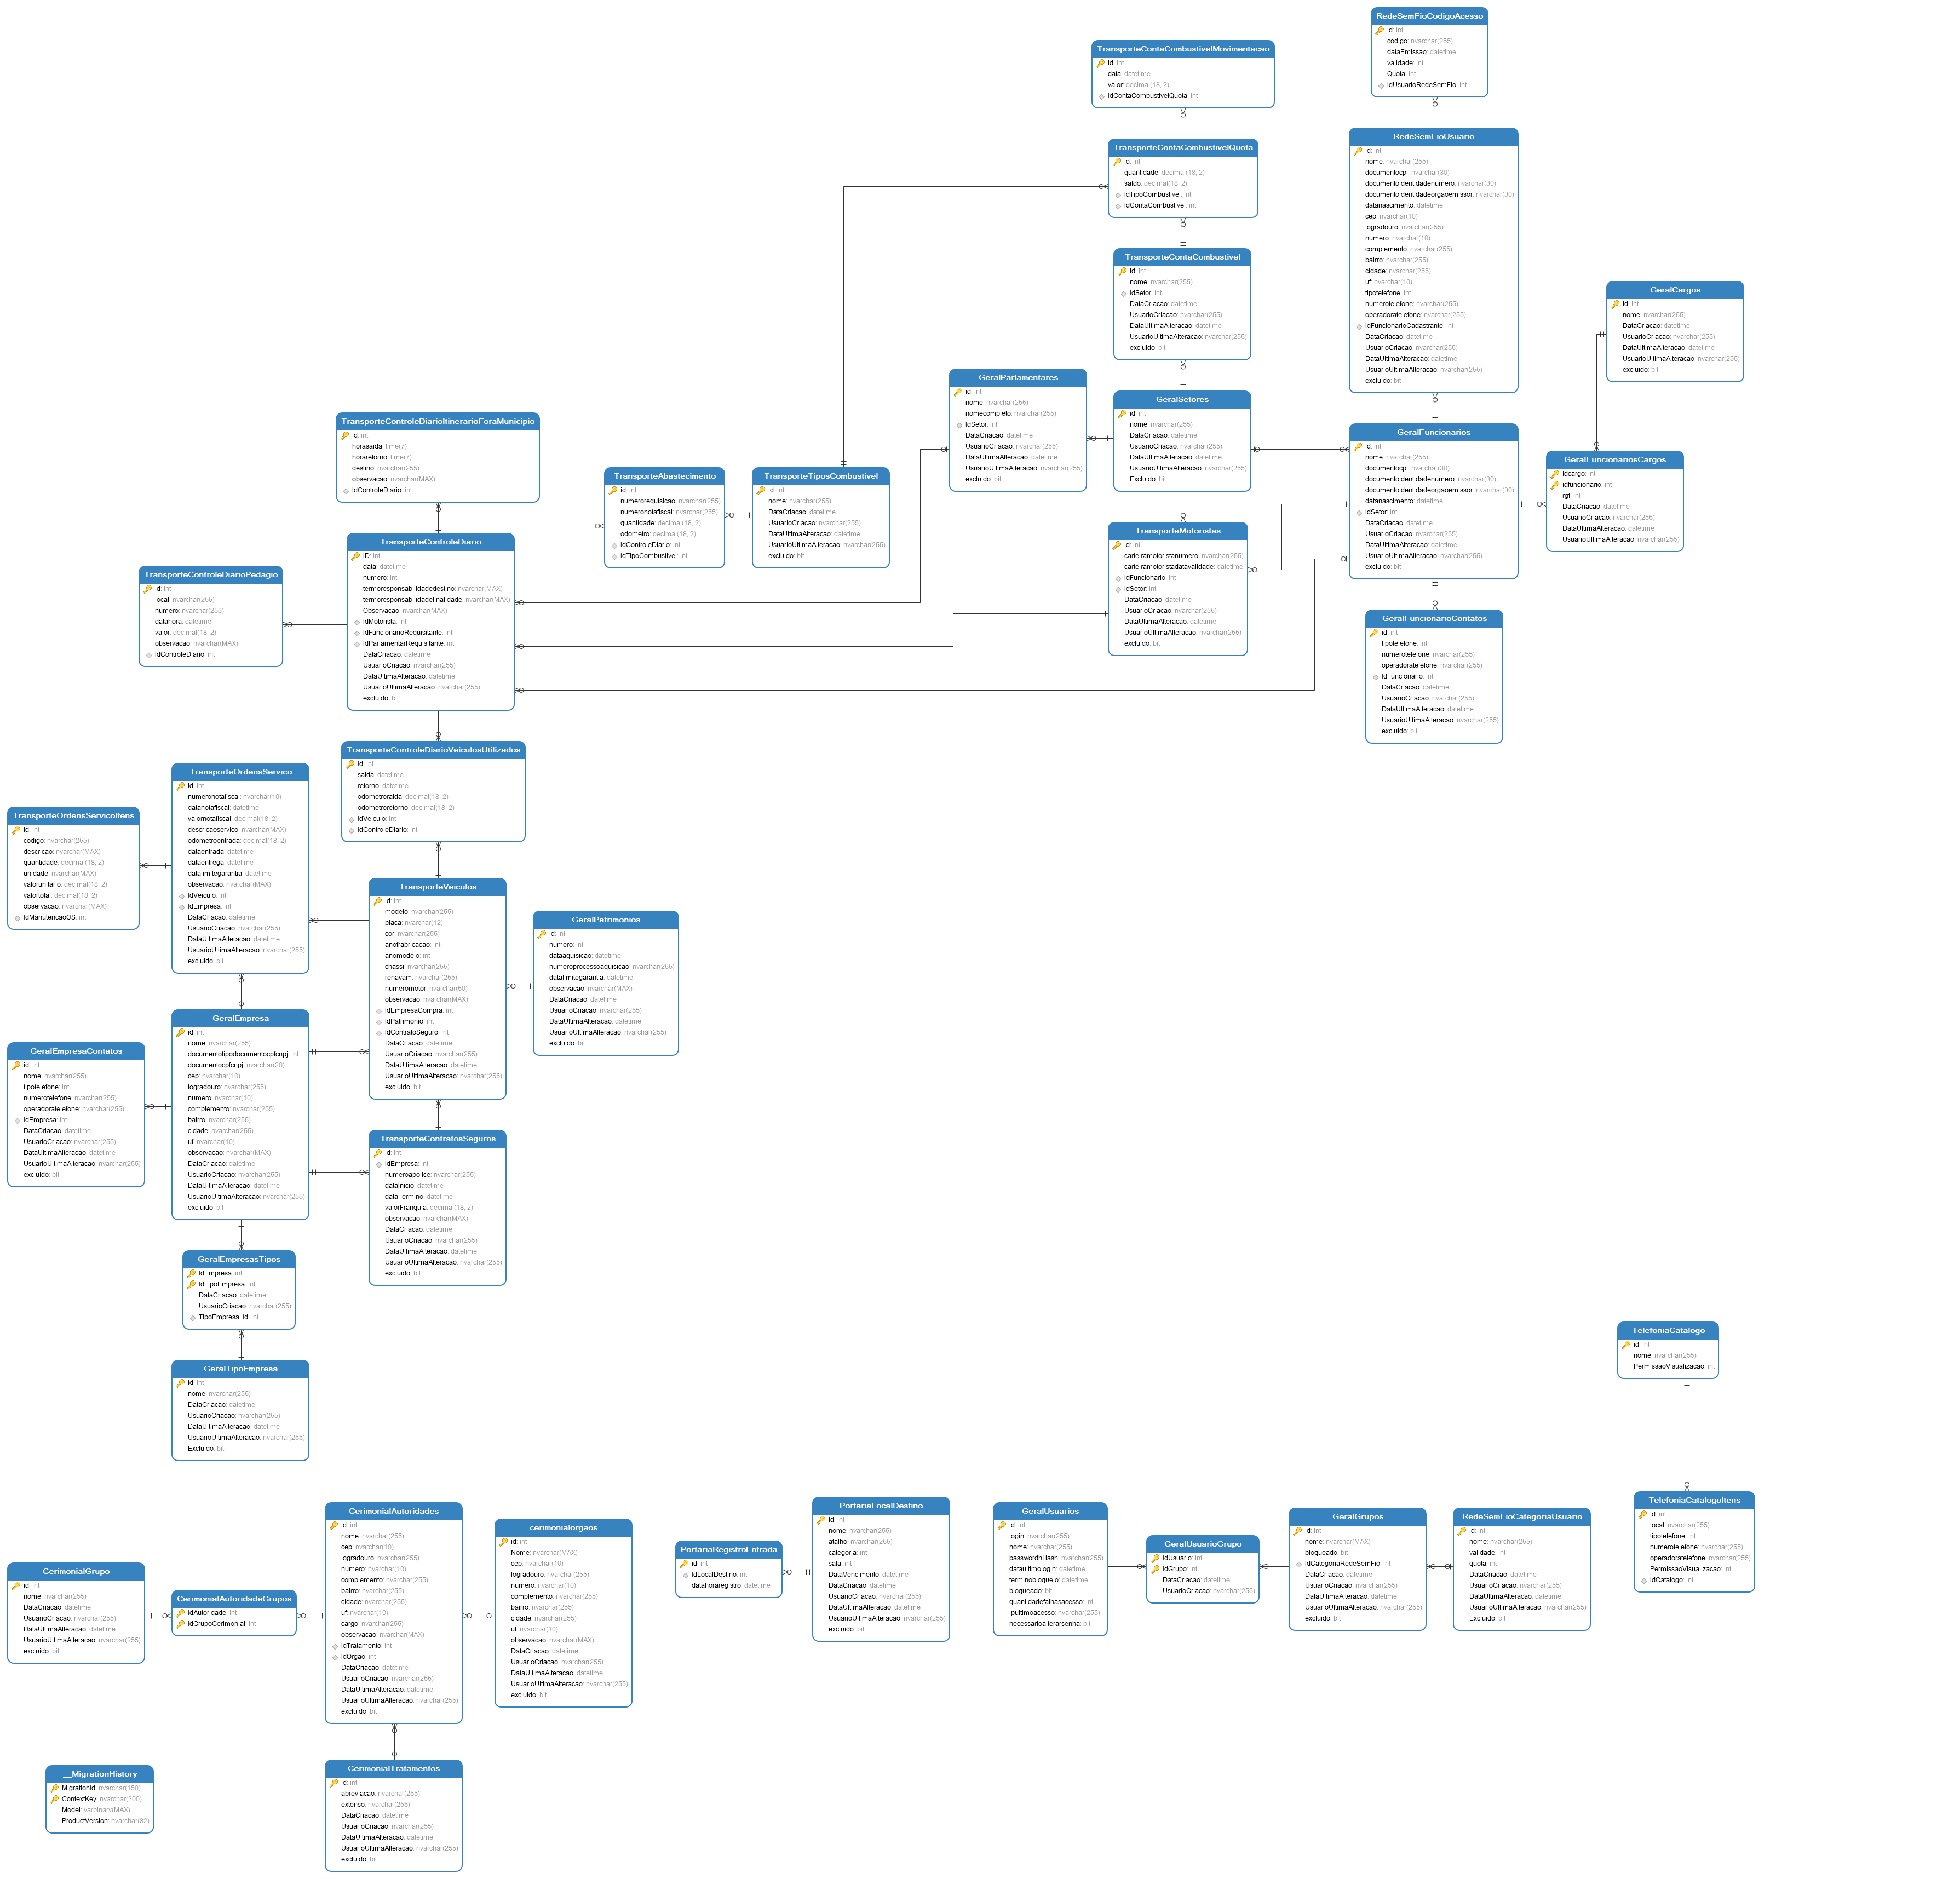 RedeSemFioCodigoAcesso
id: int
codigo: nvarchar(255)
dataEmissao: datetime
validade: int
Quota: int
IdUsuarioRedeSemFio: int
TransporteContaCombustivelMovimentacao
id: int
data: datetime
valor: decimal(18, 2)
IdContaCombustivelQuota: int
RedeSemFioUsuario
id: int
nome: nvarchar(255)
documentocpf: nvarchar(30)
documentoidentidadenumero: nvarchar(30)
documentoidentidadeorgaoemissor: nvarchar(30)
datanascimento: datetime
cep: nvarchar(10)
logradouro: nvarchar(255)
numero: nvarchar(10)
complemento: nvarchar(255)
bairro: nvarchar(255)
cidade: nvarchar(255)
uf: nvarchar(10)
tipotelefone: int
numerotelefone: nvarchar(255)
operadoratelefone: nvarchar(255)
IdFuncionarioCadastrante: int
DataCriacao: datetime
UsuarioCriacao: nvarchar(255)
DataUltimaAlteracao: datetime
UsuarioUltimaAlteracao: nvarchar(255)
excluido: bit
TransporteContaCombustivelQuota
id: int
quantidade: decimal(18, 2)
saldo: decimal(18, 2)
IdTipoCombustivel: int
IdContaCombustivel: int
TransporteContaCombustivel
id: int
nome: nvarchar(255)
IdSetor: int
DataCriacao: datetime
UsuarioCriacao: nvarchar(255)
DataUltimaAlteracao: datetime
UsuarioUltimaAlteracao: nvarchar(255)
excluido: bit
GeralCargos
id: int
nome: nvarchar(255)
DataCriacao: datetime
UsuarioCriacao: nvarchar(255)
DataUltimaAlteracao: datetime
UsuarioUltimaAlteracao: nvarchar(255)
excluido: bit
GeralParlamentares
id: int
nome: nvarchar(255)
nomecompleto: nvarchar(255)
IdSetor: int
DataCriacao: datetime
UsuarioCriacao: nvarchar(255)
DataUltimaAlteracao: datetime
UsuarioUltimaAlteracao: nvarchar(255)
excluido: bit
GeralSetores
id: int
nome: nvarchar(255)
DataCriacao: datetime
UsuarioCriacao: nvarchar(255)
DataUltimaAlteracao: datetime
UsuarioUltimaAlteracao: nvarchar(255)
Excluido: bit
GeralFuncionarios
id: int
nome: nvarchar(255)
documentocpf: nvarchar(30)
documentoidentidadenumero: nvarchar(30)
documentoidentidadeorgaoemissor: nvarchar(30)
datanascimento: datetime
IdSetor: int
DataCriacao: datetime
UsuarioCriacao: nvarchar(255)
DataUltimaAlteracao: datetime
UsuarioUltimaAlteracao: nvarchar(255)
excluido: bit
GeralFuncionariosCargos
idcargo: int
idfuncionario: int
rgf: int
DataCriacao: datetime
UsuarioCriacao: nvarchar(255)
DataUltimaAlteracao: datetime
UsuarioUltimaAlteracao: nvarchar(255)
TransporteControleDiarioItinerarioForaMunicipio
id: int
horasaida: time(7)
horaretorno: time(7)
destino: nvarchar(255)
observacao: nvarchar(MAX)
IdControleDiario: int
TransporteAbastecimento
id: int
numerorequisicao: nvarchar(255)
numeronotafiscal: nvarchar(255)
quantidade: decimal(18, 2)
odometro: decimal(18, 2)
IdControleDiario: int
IdTipoCombustivel: int
TransporteTiposCombustivel
id: int
nome: nvarchar(255)
DataCriacao: datetime
UsuarioCriacao: nvarchar(255)
DataUltimaAlteracao: datetime
UsuarioUltimaAlteracao: nvarchar(255)
excluido: bit
TransporteMotoristas
id: int
carteiramotoristanumero: nvarchar(255)
carteiramotoristadatavalidade: datetime
IdFuncionario: int
IdSetor: int
DataCriacao: datetime
UsuarioCriacao: nvarchar(255)
DataUltimaAlteracao: datetime
UsuarioUltimaAlteracao: nvarchar(255)
excluido: bit
TransporteControleDiario
ID: int
data: datetime
numero: int
termoresponsabilidadedestino: nvarchar(MAX)
termoresponsabilidadefinalidade: nvarchar(MAX)
Observacao: nvarchar(MAX)
IdMotorista: int
IdFuncionarioRequisitante: int
IdParlamentarRequisitante: int
DataCriacao: datetime
UsuarioCriacao: nvarchar(255)
DataUltimaAlteracao: datetime
UsuarioUltimaAlteracao: nvarchar(255)
excluido: bit
TransporteControleDiarioPedagio
id: int
local: nvarchar(255)
numero: nvarchar(255)
datahora: datetime
valor: decimal(18, 2)
observacao: nvarchar(MAX)
IdControleDiario: int
GeralFuncionarioContatos
id: int
tipotelefone: int
numerotelefone: nvarchar(255)
operadoratelefone: nvarchar(255)
IdFuncionario: int
DataCriacao: datetime
UsuarioCriacao: nvarchar(255)
DataUltimaAlteracao: datetime
UsuarioUltimaAlteracao: nvarchar(255)
excluido: bit
TransporteControleDiarioVeiculosUtilizados
Id: int
saida: datetime
retorno: datetime
odometroraida: decimal(18, 2)
odometroretorno: decimal(18, 2)
IdVeiculo: int
IdControleDiario: int
TransporteOrdensServico
id: int
numeronotafiscal: nvarchar(10)
datanotafiscal: datetime
valornotafiscal: decimal(18, 2)
descricaoservico: nvarchar(MAX)
odometroentrada: decimal(18, 2)
dataentrada: datetime
dataentrega: datetime
datalimitegarantia: datetime
observacao: nvarchar(MAX)
IdVeiculo: int
IdEmpresa: int
DataCriacao: datetime
UsuarioCriacao: nvarchar(255)
DataUltimaAlteracao: datetime
UsuarioUltimaAlteracao: nvarchar(255)
excluido: bit
TransporteOrdensServicoItens
id: int
codigo: nvarchar(255)
descricao: nvarchar(MAX)
quantidade: decimal(18, 2)
unidade: nvarchar(MAX)
valorunitario: decimal(18, 2)
valortotal: decimal(18, 2)
observacao: nvarchar(MAX)
IdManutencaoOS: int
TransporteVeiculos
id: int
modelo: nvarchar(255)
placa: nvarchar(12)
cor: nvarchar(255)
anofabricacao: int
anomodelo: int
chassi: nvarchar(255)
renavam: nvarchar(255)
numeromotor: nvarchar(50)
observacao: nvarchar(MAX)
IdEmpresaCompra: int
IdPatrimonio: int
IdContratoSeguro: int
DataCriacao: datetime
UsuarioCriacao: nvarchar(255)
DataUltimaAlteracao: datetime
UsuarioUltimaAlteracao: nvarchar(255)
excluido: bit
GeralPatrimonios
id: int
numero: int
dataaquisicao: datetime
numeroprocessoaquisicao: nvarchar(255)
datalimitegarantia: datetime
observacao: nvarchar(MAX)
DataCriacao: datetime
UsuarioCriacao: nvarchar(255)
DataUltimaAlteracao: datetime
UsuarioUltimaAlteracao: nvarchar(255)
excluido: bit
GeralEmpresa
id: int
nome: nvarchar(255)
documentotipodocumentocpfcnpj: int
documentocpfcnpj: nvarchar(20)
cep: nvarchar(10)
logradouro: nvarchar(255)
numero: nvarchar(10)
complemento: nvarchar(255)
bairro: nvarchar(255)
cidade: nvarchar(255)
uf: nvarchar(10)
observacao: nvarchar(MAX)
DataCriacao: datetime
UsuarioCriacao: nvarchar(255)
DataUltimaAlteracao: datetime
UsuarioUltimaAlteracao: nvarchar(255)
excluido: bit
GeralEmpresaContatos
id: int
nome: nvarchar(255)
tipotelefone: int
numerotelefone: nvarchar(255)
operadoratelefone: nvarchar(255)
IdEmpresa: int
DataCriacao: datetime
UsuarioCriacao: nvarchar(255)
DataUltimaAlteracao: datetime
UsuarioUltimaAlteracao: nvarchar(255)
excluido: bit
TransporteContratosSeguros
id: int
IdEmpresa: int
numeroapolice: nvarchar(255)
dataInicio: datetime
dataTermino: datetime
valorFranquia: decimal(18, 2)
observacao: nvarchar(MAX)
DataCriacao: datetime
UsuarioCriacao: nvarchar(255)
DataUltimaAlteracao: datetime
UsuarioUltimaAlteracao: nvarchar(255)
excluido: bit
GeralEmpresasTipos
IdEmpresa: int
IdTipoEmpresa: int
DataCriacao: datetime
UsuarioCriacao: nvarchar(255)
TipoEmpresa_Id: int
GeralTipoEmpresa
id: int
nome: nvarchar(255)
DataCriacao: datetime
UsuarioCriacao: nvarchar(255)
DataUltimaAlteracao: datetime
UsuarioUltimaAlteracao: nvarchar(255)
Excluido: bit
TelefoniaCatalogo
id: int
nome: nvarchar(255)
PermissaoVisualizacao: int
TelefoniaCatalogoItens
id: int
local: nvarchar(255)
tipotelefone: int
numerotelefone: nvarchar(255)
operadoratelefone: nvarchar(255)
PermissaoVisualizacao: int
IdCatalogo: int
CerimonialAutoridades
id: int
nome: nvarchar(255)
cep: nvarchar(10)
logradouro: nvarchar(255)
numero: nvarchar(10)
complemento: nvarchar(255)
bairro: nvarchar(255)
cidade: nvarchar(255)
uf: nvarchar(10)
cargo: nvarchar(255)
observacao: nvarchar(MAX)
IdTratamento: int
IdOrgao: int
DataCriacao: datetime
UsuarioCriacao: nvarchar(255)
DataUltimaAlteracao: datetime
UsuarioUltimaAlteracao: nvarchar(255)
excluido: bit
cerimonialorgaos
id: int
Nome: nvarchar(MAX)
cep: nvarchar(10)
logradouro: nvarchar(255)
numero: nvarchar(10)
complemento: nvarchar(255)
bairro: nvarchar(255)
cidade: nvarchar(255)
uf: nvarchar(10)
observacao: nvarchar(MAX)
DataCriacao: datetime
UsuarioCriacao: nvarchar(255)
DataUltimaAlteracao: datetime
UsuarioUltimaAlteracao: nvarchar(255)
excluido: bit
PortariaRegistroEntrada
id: int
IdLocalDestino: int
datahoraregistro: datetime
PortariaLocalDestino
id: int
nome: nvarchar(255)
atalho: nvarchar(255)
categoria: int
sala: int
DataVencimento: datetime
DataCriacao: datetime
UsuarioCriacao: nvarchar(255)
DataUltimaAlteracao: datetime
UsuarioUltimaAlteracao: nvarchar(255)
excluido: bit
GeralUsuarios
id: int
login: nvarchar(255)
nome: nvarchar(255)
passwordhHash: nvarchar(255)
dataultimologin: datetime
terminobloqueio: datetime
bloqueado: bit
quantidadefalhasacesso: int
ipultimoacesso: nvarchar(255)
necessarioalterarsenha: bit
GeralUsuarioGrupo
IdUsuario: int
IdGrupo: int
DataCriacao: datetime
UsuarioCriacao: nvarchar(255)
GeralGrupos
id: int
nome: nvarchar(MAX)
bloqueado: bit
IdCategoriaRedeSemFio: int
DataCriacao: datetime
UsuarioCriacao: nvarchar(255)
DataUltimaAlteracao: datetime
UsuarioUltimaAlteracao: nvarchar(255)
excluido: bit
RedeSemFioCategoriaUsuario
id: int
nome: nvarchar(255)
validade: int
quota: int
DataCriacao: datetime
UsuarioCriacao: nvarchar(255)
DataUltimaAlteracao: datetime
UsuarioUltimaAlteracao: nvarchar(255)
Excluido: bit
CerimonialGrupo
id: int
nome: nvarchar(255)
DataCriacao: datetime
UsuarioCriacao: nvarchar(255)
DataUltimaAlteracao: datetime
UsuarioUltimaAlteracao: nvarchar(255)
excluido: bit
CerimonialAutoridadeGrupos
IdAutoridade: int
IdGrupoCerimonial: int
__MigrationHistory
MigrationId: nvarchar(150)
ContextKey: nvarchar(300)
Model: varbinary(MAX)
ProductVersion: nvarchar(32)
CerimonialTratamentos
id: int
abreviacao: nvarchar(255)
extenso: nvarchar(255)
DataCriacao: datetime
UsuarioCriacao: nvarchar(255)
DataUltimaAlteracao: datetime
UsuarioUltimaAlteracao: nvarchar(255)
excluido: bit